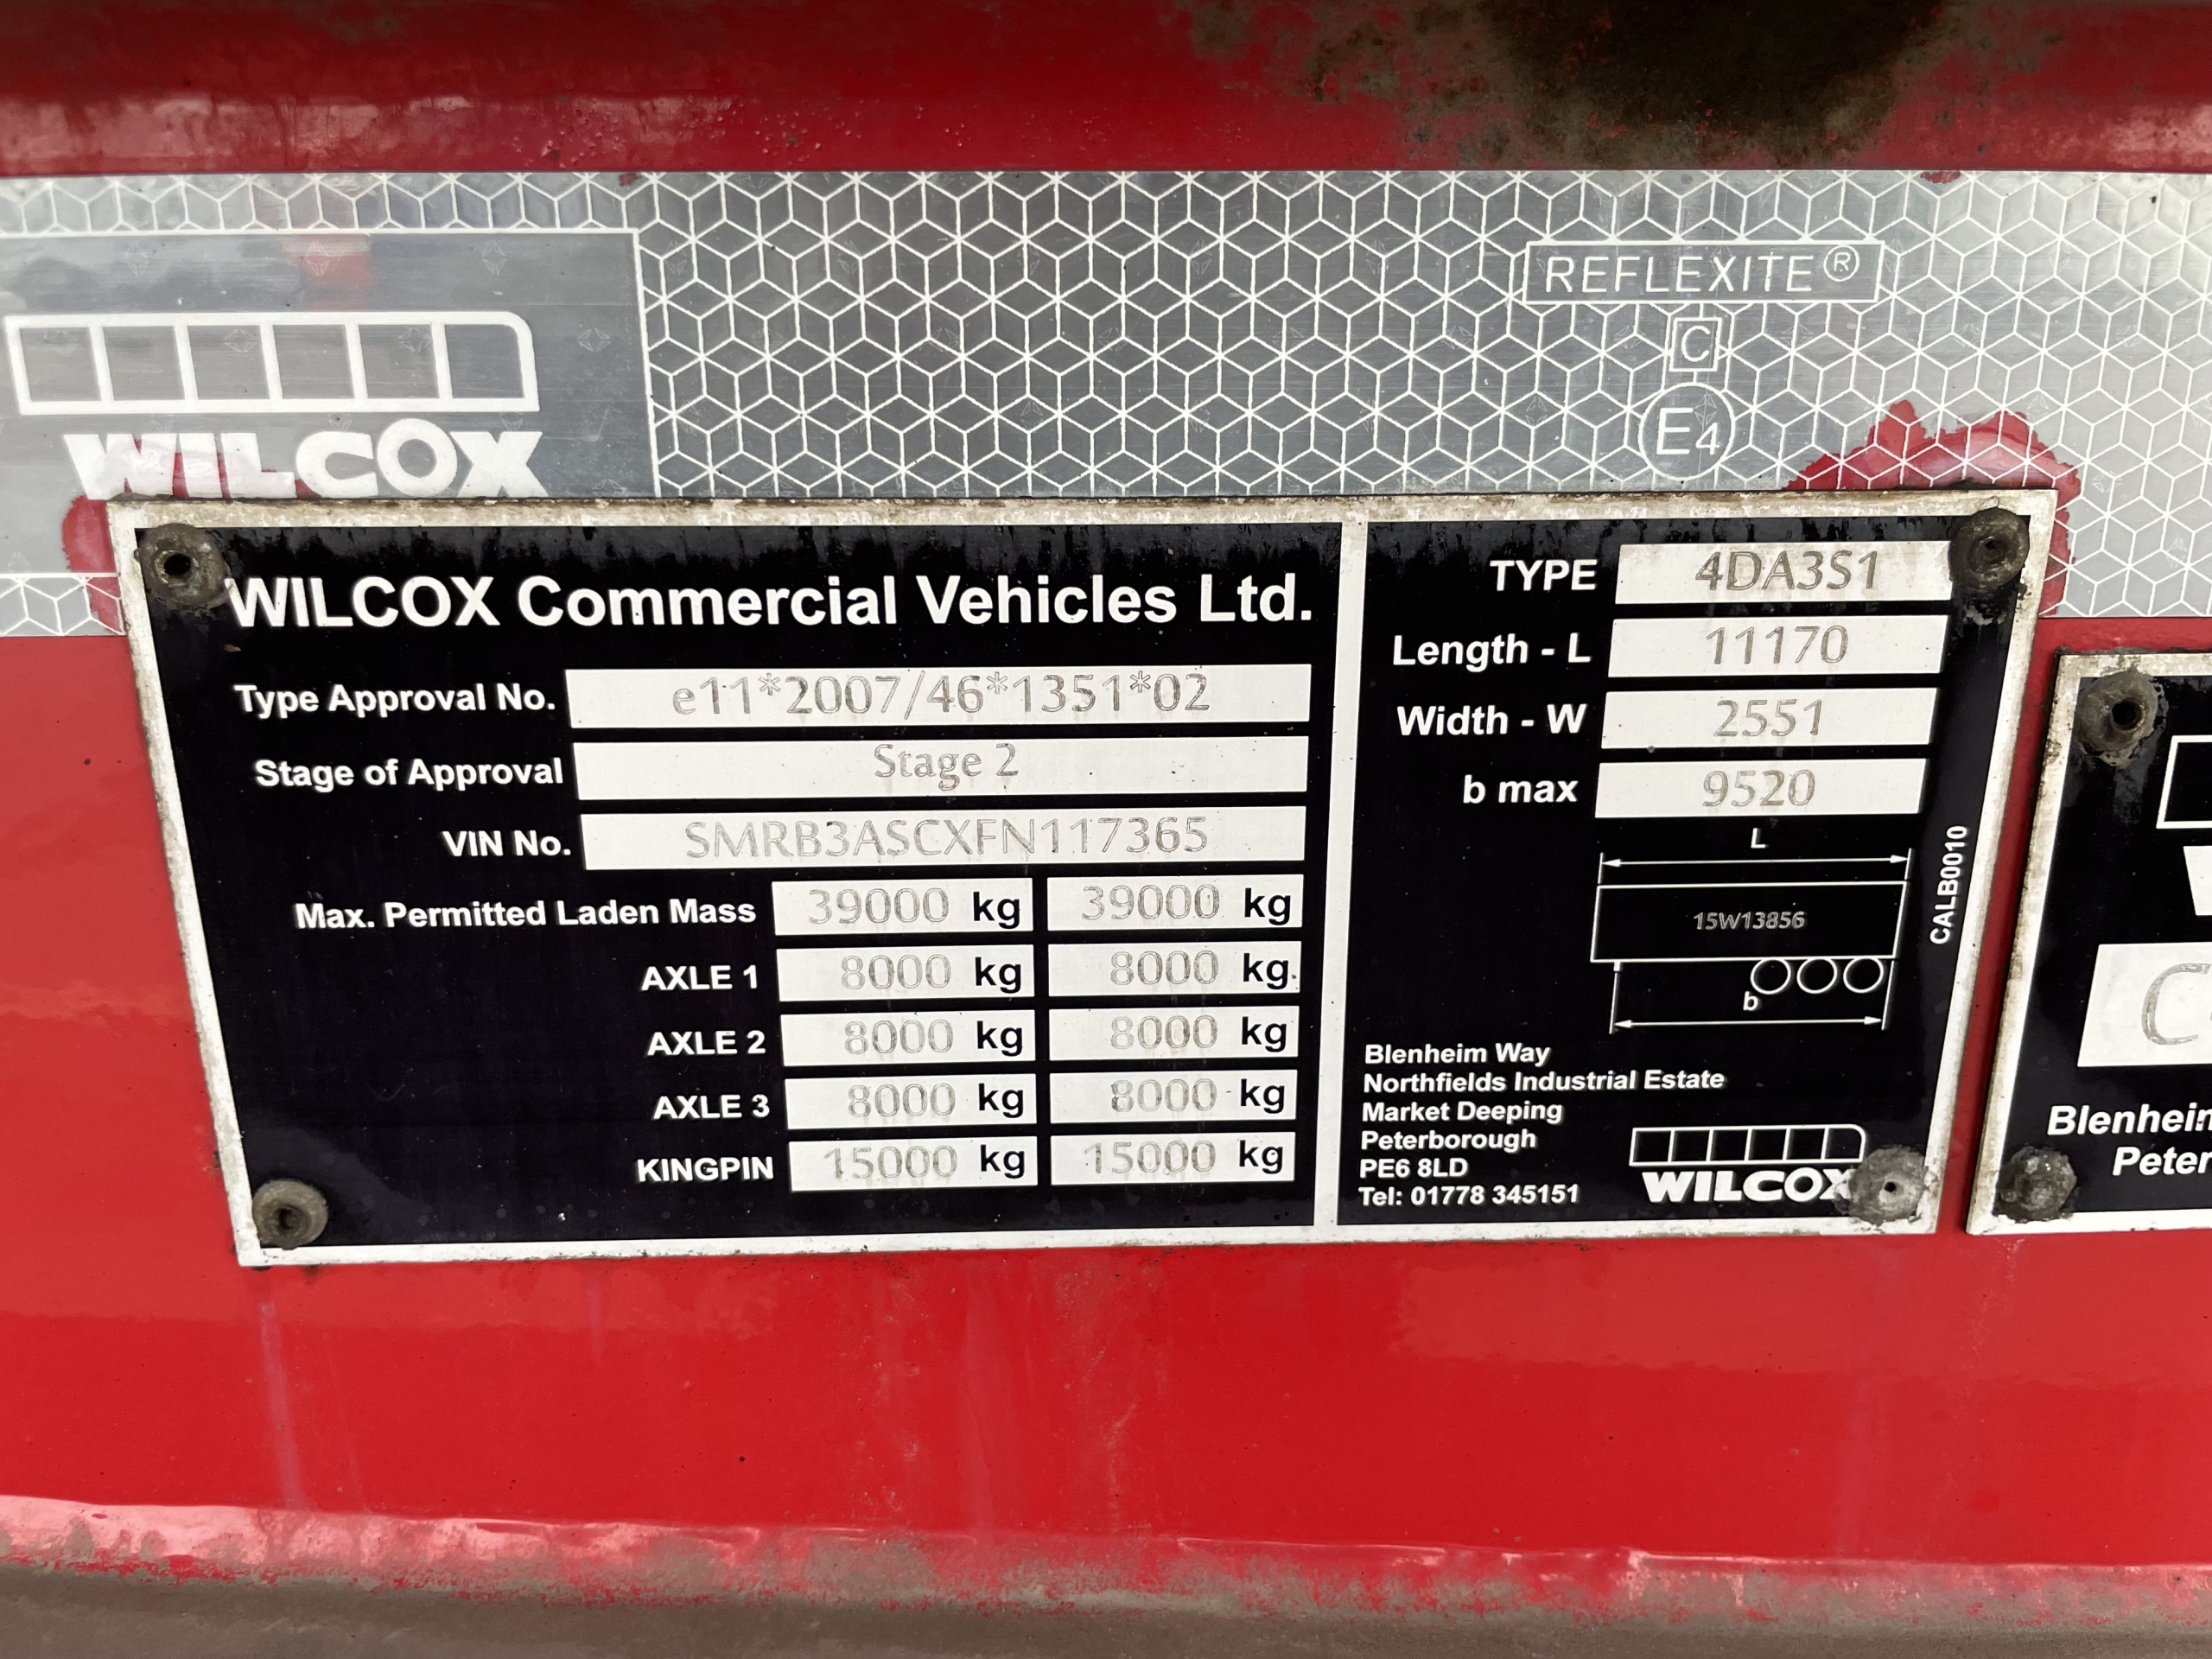 REFLEXITE®
C
E4
WILCOX
WILCOX Commercial Vehicles Ltd.
Type Approval No. e11*2007/46*1351*02
Stage of Approval Stage 2
VIN No. SMRB3ASCXFN117365
Max. Permitted Laden Mass 39000 kg 39000 kg
AXLE 1 8000 kg 8000 kg
AXLE 2 8000 kg 8000 kg
AXLE 3 8000 kg 8000 kg
KINGPIN 15000 kg 15000 kg
TYPE 4DA3S1
Length - L 11170
Width - W 2551
b max 9520
L
15W13856
b
CALB0010
Blenheim Way
Northfields Industrial Estate
Market Deeping
Peterborough
PE6 8LD
Tel: 01778 345151
WILCOX